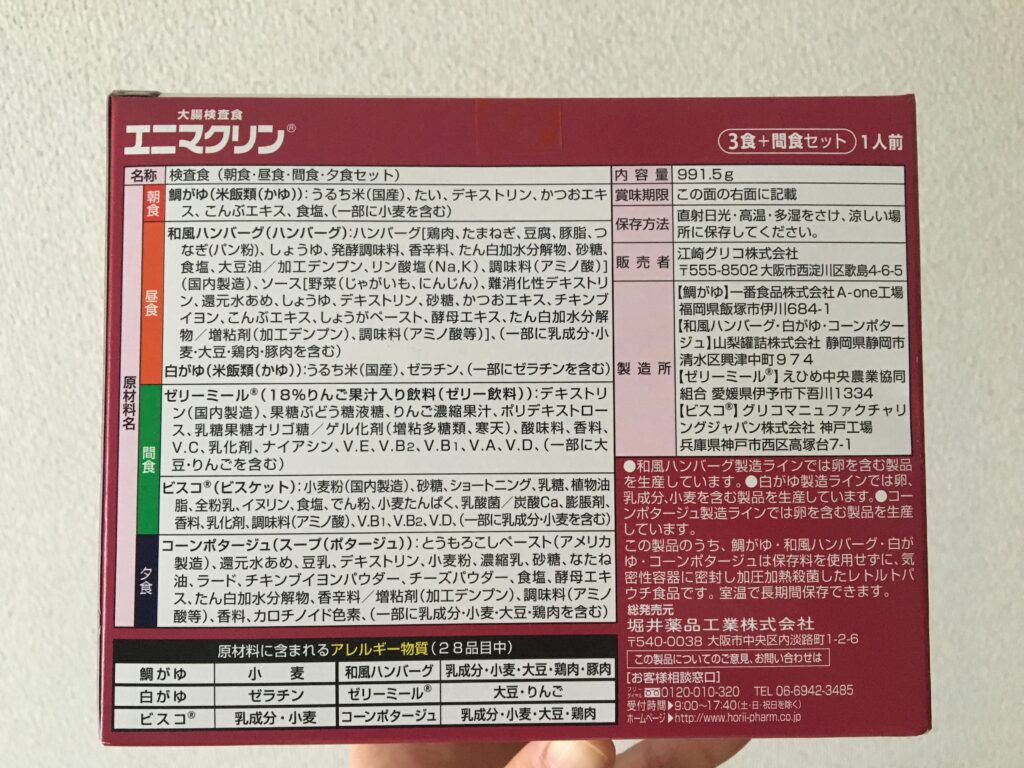 大腸検査食
エニマクリン®
3食+間食セット 1人前
名称 検査食(朝食・昼食・間食・夕食セット)
原材料名
朝食
鯛がゆ(米飯類(かゆ)):うるち米(国産)、たい、デキストリン、かつおエキ
ス、こんぶエキス、食塩、(一部に小麦を含む)
昼食
和風ハンバーグ(ハンバーグ):ハンバーグ[鶏肉、たまねぎ、豆腐、豚脂、つ
なぎ(パン粉)、しょうゆ、発酵調味料、香辛料、たん白加水分解物、砂糖、
食塩、大豆油/加工デンプン、リン酸塩(Na,K)、調味料(アミノ酸)]
(国内製造)、ソース[野菜(じゃがいも、にんじん)、難消化性デキストリ
ン、還元水あめ、しょうゆ、デキストリン、砂糖、かつおエキス、チキンブ
イヨン、こんぶエキス、しょうがペースト、酵母エキス、たん白加水分解
物/増粘剤(加工デンプン)、調味料(アミノ酸等)]、(一部に乳成分・小
麦・大豆・鶏肉・豚肉を含む)
白がゆ(米飯類(かゆ)):うるち米(国産)、ゼラチン、(一部にゼラチンを含む)
間食
ゼリーミール®(18%りんご果汁入り飲料(ゼリー飲料)):デキストリ
ン(国内製造)、果糖ぶどう糖液糖、りんご濃縮果汁、ポリデキストロー
ス、乳糖果糖オリゴ糖/ゲル化剤(増粘多糖類、寒天)、酸味料、香料、
V.C、乳化剤、ナイアシン、V.E、V.B2、V.B1、V.A、V.D、(一部に大
豆・りんごを含む)
ビスコ®(ビスケット):小麦粉(国内製造)、砂糖、ショートニング、乳糖、植物油
脂、全粉乳、イヌリン、食塩、でん粉、小麦たんぱく、乳酸菌/炭酸Ca、膨脹剤、
香料、乳化剤、調味料(アミノ酸)、V.B1、V.B2、V.D、(一部に乳成分・小麦を含む)
夕食
コーンポタージュ(スープ(ポタージュ)):とうもろこしペースト(アメリカ
製造)、還元水あめ、豆乳、デキストリン、小麦粉、濃縮乳、砂糖、なたね
油、ラード、チキンブイヨンパウダー、チーズパウダー、食塩、酵母エキ
ス、たん白加水分解物、香辛料/増粘剤(加工デンプン)、調味料(アミノ
酸等)、香料、カロチノイド色素、(一部に乳成分・小麦・大豆・鶏肉を含む)
原材料に含まれるアレルギー物質(28品目中)
鯛がゆ 小麦 和風ハンバーグ 乳成分・小麦・大豆・鶏肉・豚肉
白がゆ ゼラチン ゼリーミール® 大豆・りんご
ビスコ® 乳成分・小麦 コーンポタージュ 乳成分・小麦・大豆・鶏肉
内容量 991.5g
賞味期限 この面の右面に記載
保存方法 直射日光・高温・多湿をさけ、涼しい場
所に保存してください。
販売者 江崎グリコ株式会社
〒555-8502 大阪市西淀川区歌島4-6-5
製造所
【鯛がゆ】一番食品株式会社A-one工場
福岡県飯塚市伊川684-1
【和風ハンバーグ・白がゆ・コーンポター
ジュ】山梨罐詰株式会社 静岡県静岡市
清水区興津中町974
【ゼリーミール®】えひめ中央農業協同
組合 愛媛県伊予市下吾川1334
【ビスコ®】グリコマニュファクチャリ
ングジャパン株式会社 神戸工場
兵庫県神戸市西区高塚台7-1
●和風ハンバーグ製造ラインでは卵を含む製品
を生産しています。●白がゆ製造ラインでは卵、
乳成分、小麦を含む製品を生産しています。●コー
ンポタージュ製造ラインでは卵を含む製品を生産
しています。
この製品のうち、鯛がゆ・和風ハンバーグ・白が
ゆ・コーンポタージュは保存料を使用せずに、気
密性容器に密封し加圧加熱殺菌したレトルトパ
ウチ食品です。室温で長期間保存できます。
総発売元
堀井薬品工業株式会社
〒540-0038 大阪市中央区内淡路町1-2-6
この製品についてのご意見、お問い合わせは
[お客様相談窓口]
フリーダイヤル 0120-010-320 TEL 06-6942-3485
受付時間▶9:00〜17:40(土・日・祝日を除く)
ホームページ▶http://www.horii-pharm.co.jp